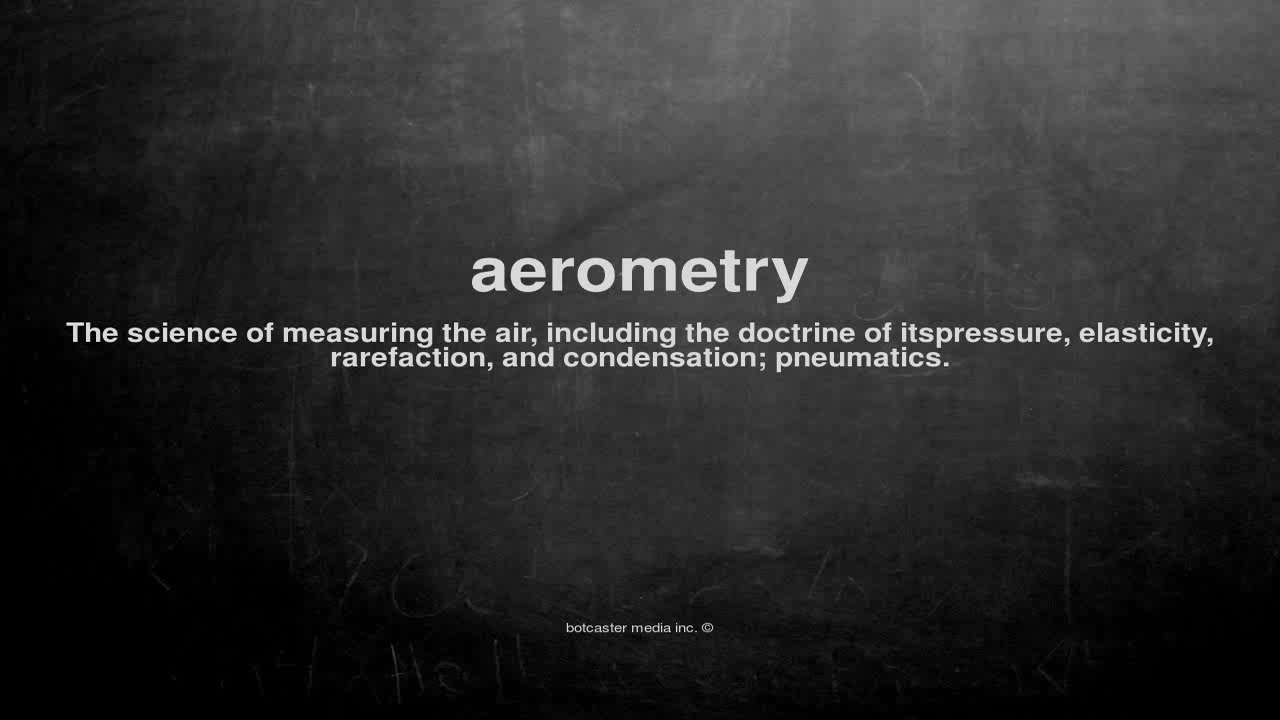 aerometry
The science of measuring the air, including the doctrine of itspressure, elasticity,
rarefaction, and condensation; pneumatics.
botcaster media inc. ©